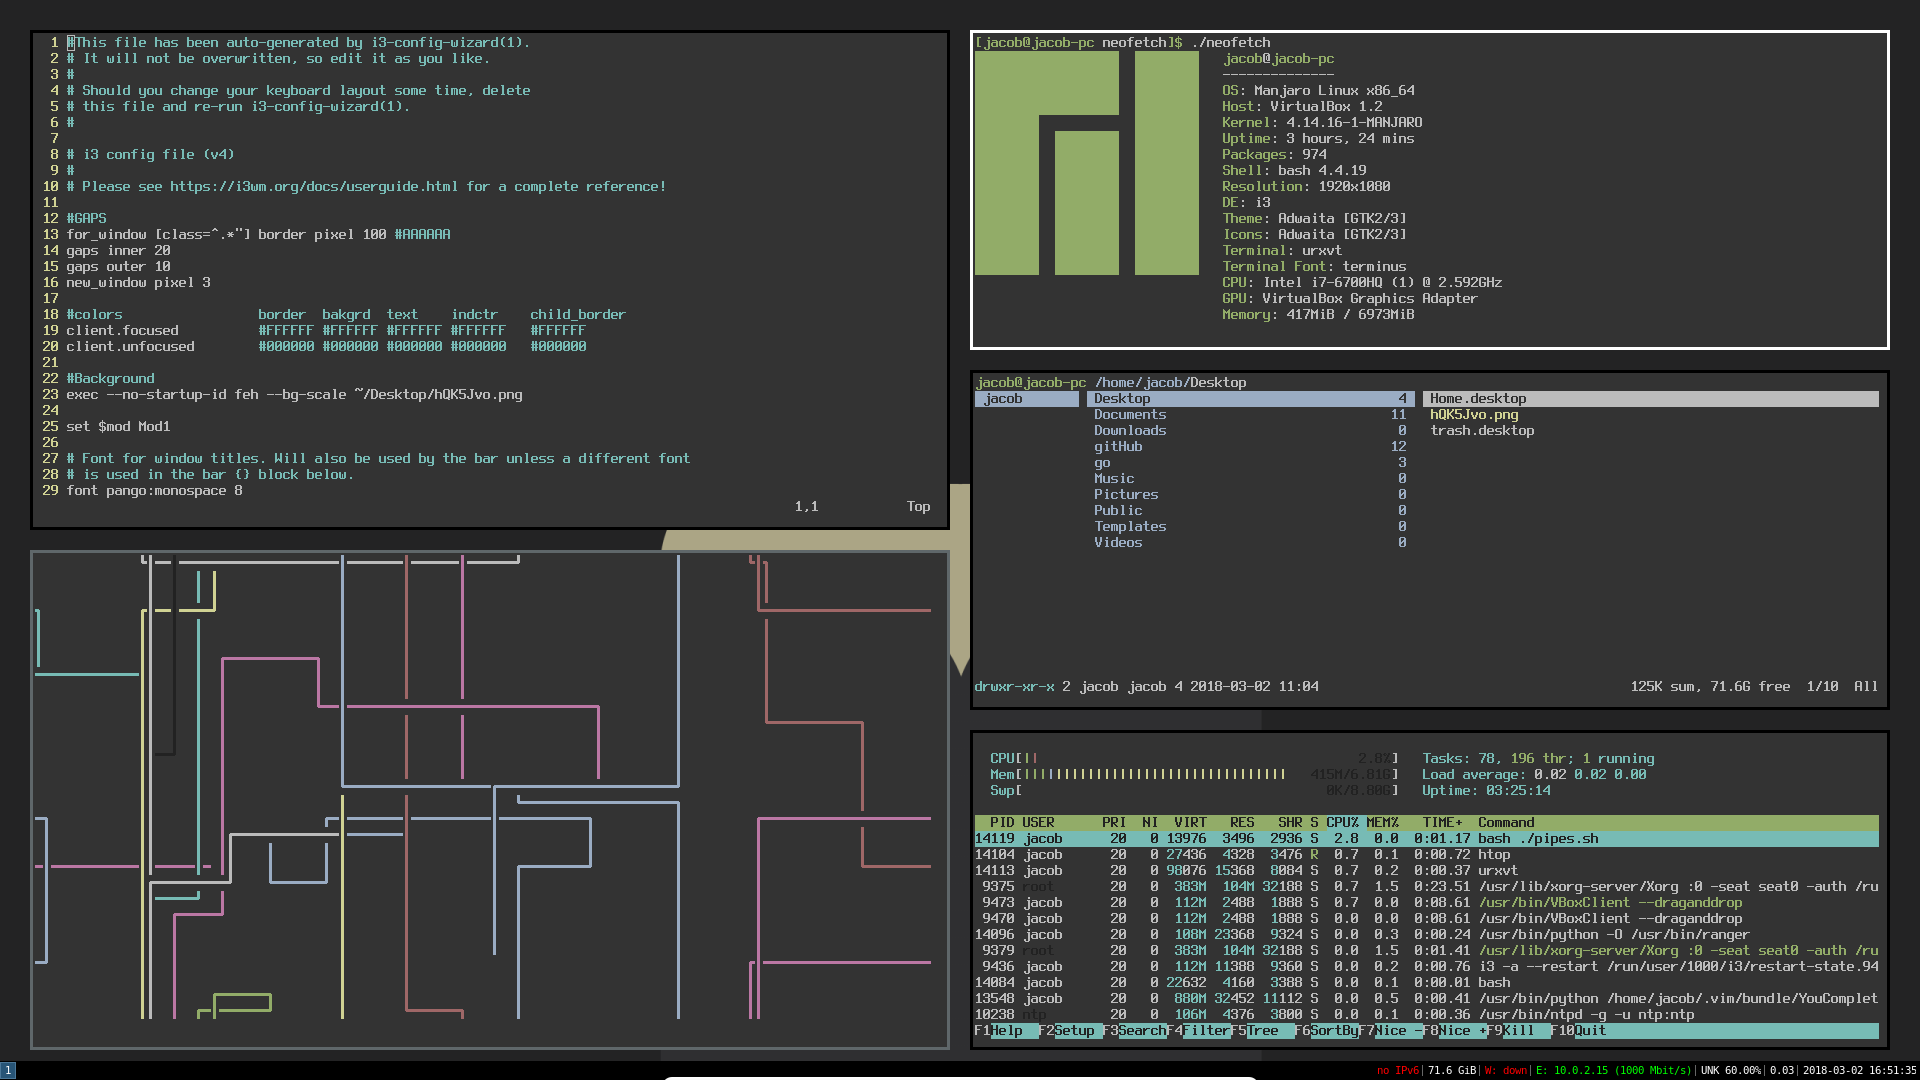 1 #This file has been auto-generated by i3-config-wizard(1).
2 # It will not be overwritten, so edit it as you like.
3 #
4 # Should you change your keyboard layout some time, delete
5 # this file and re-run i3-config-wizard(1).
6 #
7
8 # i3 config file (v4)
9 #
10 # Please see https://i3wm.org/docs/userguide.html for a complete reference!
11
12 #GAPS
13 for_window [class=^.*"] border pixel 100 #AAAAAA
14 gaps inner 20
15 gaps outer 10
16 new_window pixel 3
17
18 #colors border bakgrd text indctr child_border
19 client.focused #FFFFFF #FFFFFF #FFFFFF #FFFFFF #FFFFFF
20 client.unfocused #000000 #000000 #000000 #000000 #000000
21
22 #Background
23 exec --no-startup-id feh --bg-scale ~/Desktop/hQK5Jvo.png
24
25 set $mod Mod1
26
27 # Font for window titles. Will also be used by the bar unless a different font
28 # is used in the bar {} block below.
29 font pango:monospace 8
1,1 Top
[jacob@jacob-pc neofetch]$ ./neofetch
jacob@jacob-pc
--------------
OS: Manjaro Linux x86_64
Host: VirtualBox 1.2
Kernel: 4.14.16-1-MANJARO
Uptime: 3 hours, 24 mins
Packages: 974
Shell: bash 4.4.19
Resolution: 1920x1080
DE: i3
Theme: Adwaita [GTK2/3]
Icons: Adwaita [GTK2/3]
Terminal: urxvt
Terminal Font: terminus
CPU: Intel i7-6700HQ (1) @ 2.592GHz
GPU: VirtualBox Graphics Adapter
Memory: 417MiB / 6973MiB
jacob@jacob-pc /home/jacob/Desktop
jacob Desktop 4 Home.desktop
Documents 11 hQK5Jvo.png
Downloads 0 trash.desktop
gitHub 12
go 3
Music 0
Pictures 0
Public 0
Templates 0
Videos 0
drwxr-xr-x 2 jacob jacob 4 2018-03-02 11:04 125K sum, 71.6G free 1/10 All
CPU[|| 2.8%] Tasks: 78, 196 thr; 1 running
Mem[||||||||||||||||||||||||||||||||| 415M/6.81G] Load average: 0.02 0.02 0.00
Swp[ 0K/8.80G] Uptime: 03:25:14
PID USER PRI NI VIRT RES SHR S CPU% MEM% TIME+ Command
14119 jacob 20 0 13976 3496 2936 S 2.8 0.0 0:01.17 bash ./pipes.sh
14104 jacob 20 0 27436 4328 3476 R 0.7 0.1 0:00.72 htop
14113 jacob 20 0 98076 15368 8084 S 0.7 0.2 0:00.37 urxvt
9375 root 20 0 383M 104M 32188 S 0.7 1.5 0:23.51 /usr/lib/xorg-server/Xorg :0 -seat seat0 -auth /ru
9473 jacob 20 0 112M 2488 1888 S 0.7 0.0 0:08.61 /usr/bin/VBoxClient --draganddrop
9470 jacob 20 0 112M 2488 1888 S 0.0 0.0 0:08.61 /usr/bin/VBoxClient --draganddrop
14096 jacob 20 0 108M 23368 9324 S 0.0 0.3 0:00.24 /usr/bin/python -O /usr/bin/ranger
9379 root 20 0 383M 104M 32188 S 0.0 1.5 0:01.41 /usr/lib/xorg-server/Xorg :0 -seat seat0 -auth /ru
9436 jacob 20 0 112M 11388 9360 S 0.0 0.2 0:00.76 i3 -a --restart /run/user/1000/i3/restart-state.94
14084 jacob 20 0 22632 4160 3388 S 0.0 0.1 0:00.01 bash
13548 jacob 20 0 880M 32452 11112 S 0.0 0.5 0:00.41 /usr/bin/python /home/jacob/.vim/bundle/YouComplet
10238 ntp 20 0 106M 4376 3800 S 0.0 0.1 0:00.36 /usr/bin/ntpd -g -u ntp:ntp
F1Help F2Setup F3SearchF4FilterF5Tree F6SortByF7Nice -F8Nice +F9Kill F10Quit
1 no IPv6|71.6 GiB|W: down|E: 10.0.2.15 (1000 Mbit/s)|UNK 60.00%|0.03|2018-03-02 16:51:35